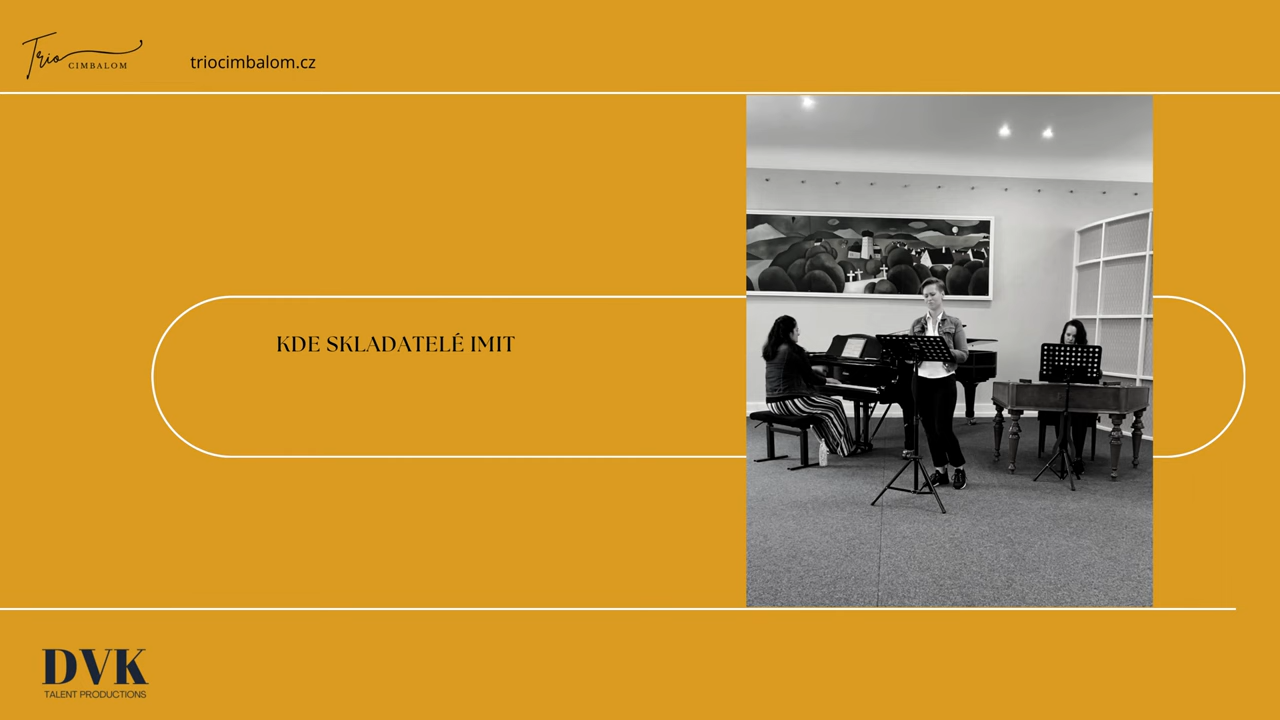 Trio
CIMBALOM
triocimbalom.cz
KDE SKLADATELÉ IMIT
DVK
TALENT PRODUCTIONS